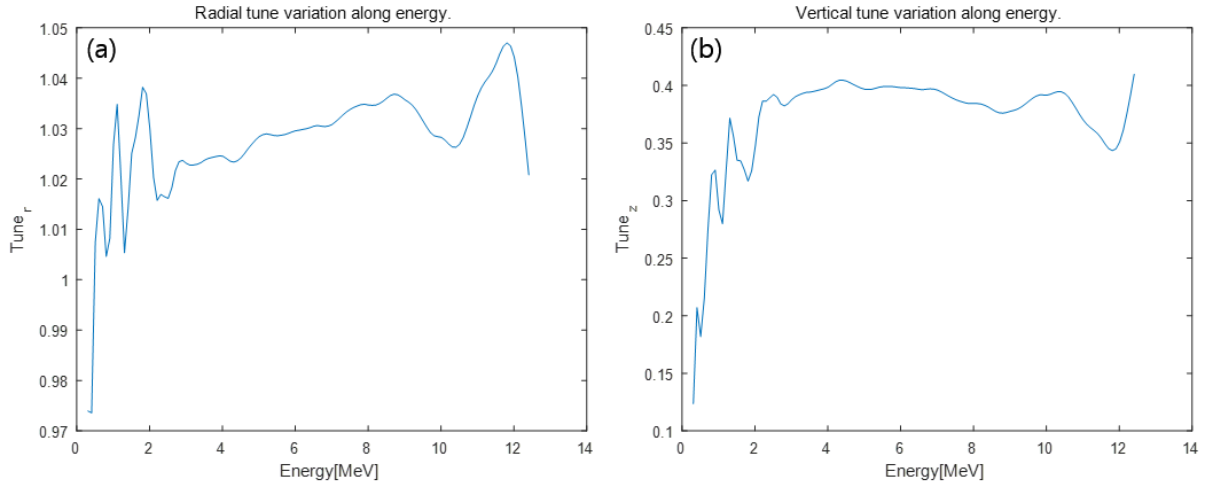 Radial tune variation along energy.
(a)
1.05
1.04
1.03
1.02
1.01
1
0.99
0.98
0.97
Tune r
0 2 4 6 8 10 12 14
Energy[MeV]
Vertical tune variation along energy.
(b)
0.45
0.4
0.35
0.3
0.25
0.2
0.15
0.1
Tune z
0 2 4 6 8 10 12 14
Energy[MeV]